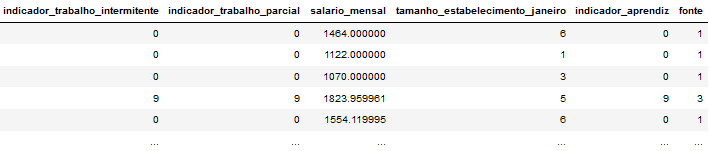 indicador_trabalho_intermitente indicador_trabalho_parcial salario_mensal tamanho_estabelecimento_janeiro indicador_aprendiz fonte
0 0 1464.000000 6 0 1
0 0 1122.000000 1 0 1
0 0 1070.000000 3 0 1
9 9 1823.959961 5 9 3
0 0 1554.119995 6 0 1
... ... ... ... ... ...